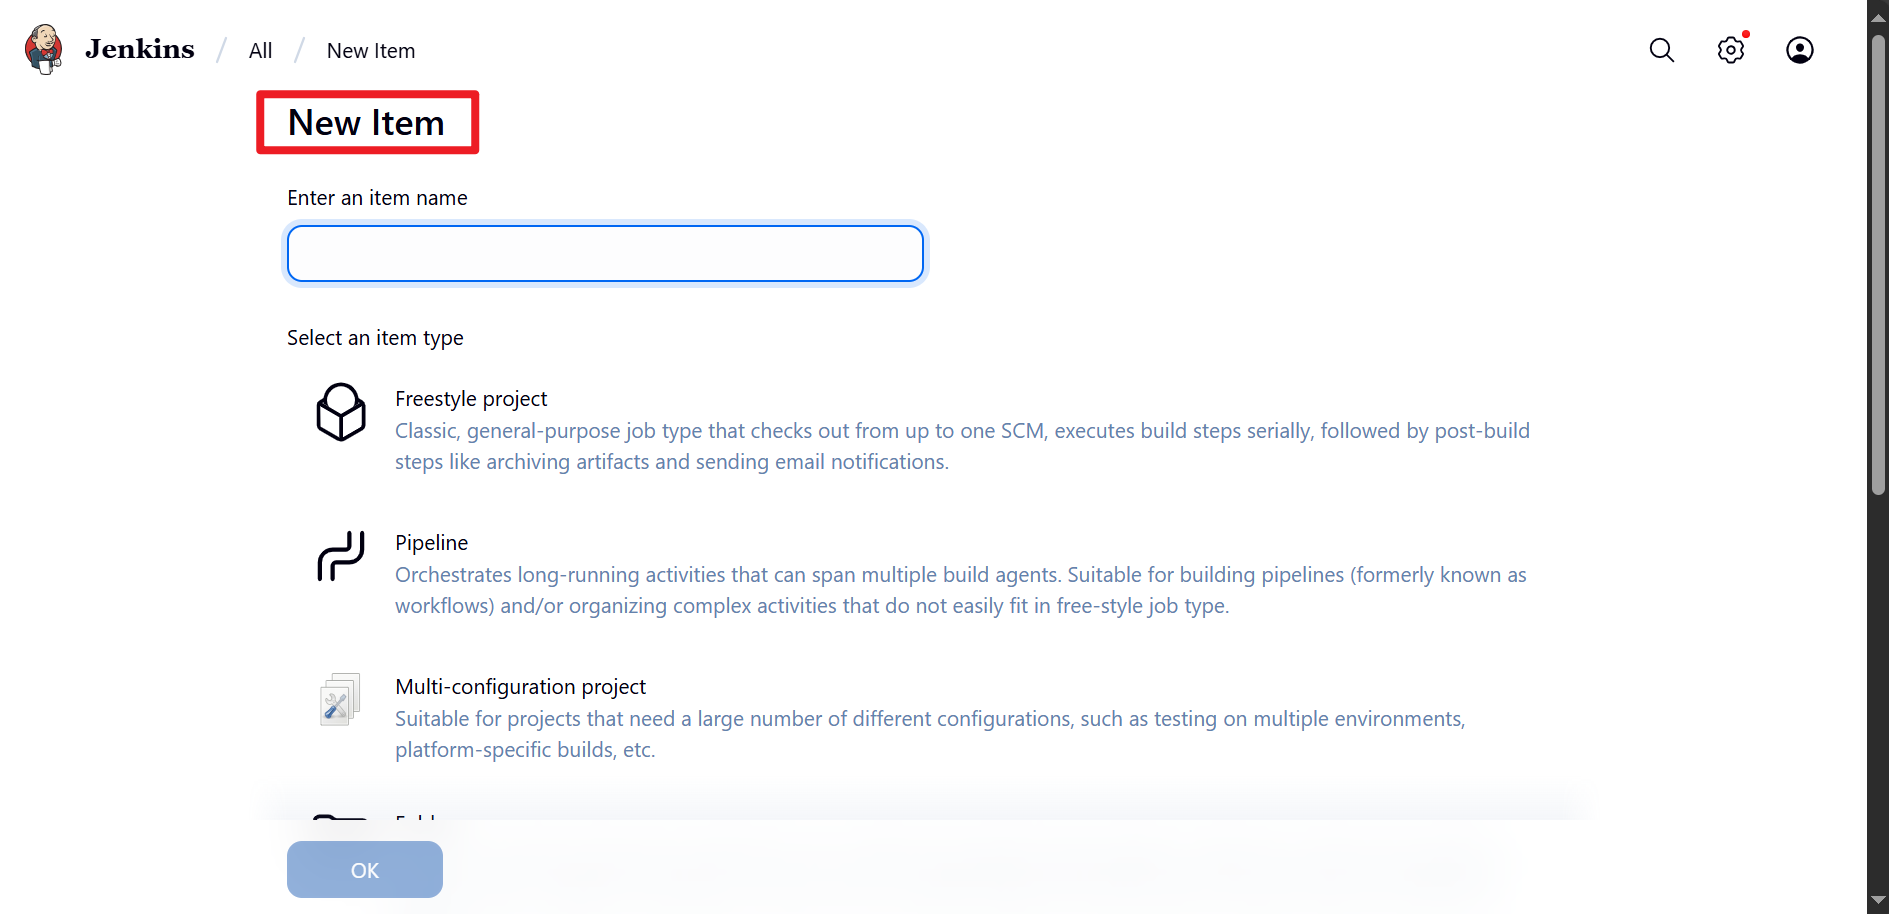 Jenkins / All / New Item
New Item
Enter an item name
Select an item type
Freestyle project
Classic, general-purpose job type that checks out from up to one SCM, executes build steps serially, followed by post-build
steps like archiving artifacts and sending email notifications.
Pipeline
Orchestrates long-running activities that can span multiple build agents. Suitable for building pipelines (formerly known as
workflows) and/or organizing complex activities that do not easily fit in free-style job type.
Multi-configuration project
Suitable for projects that need a large number of different configurations, such as testing on multiple environments,
platform-specific builds, etc.
OK